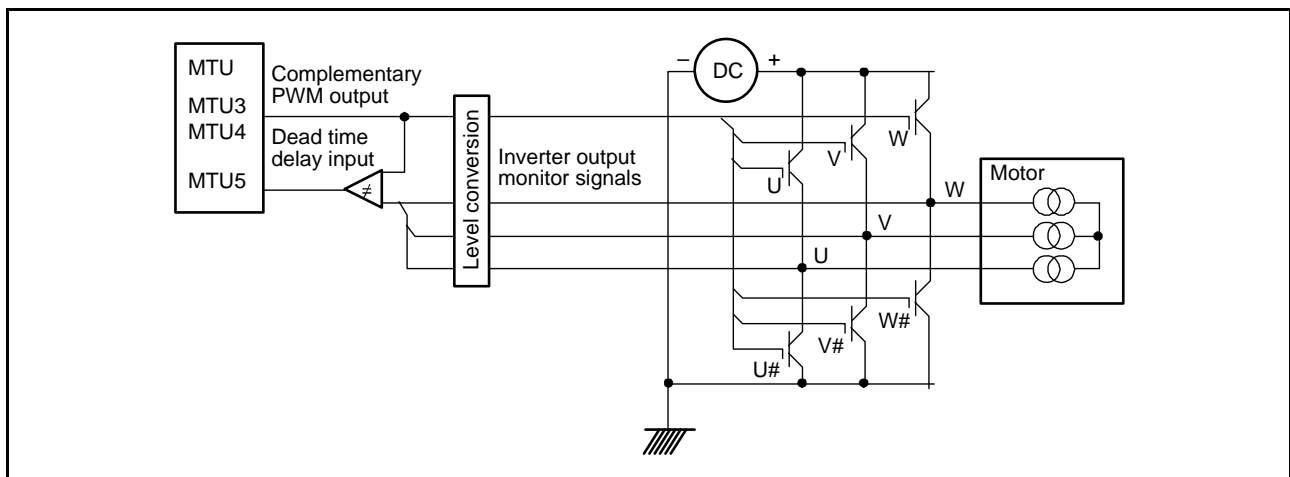 MTU
MTU3
MTU4
MTU5
Complementary
PWM output
Dead time
delay input
≠
Level conversion
Inverter output
monitor signals
– DC +
U
V
W
W
V
U
U#
V#
W#
Motor